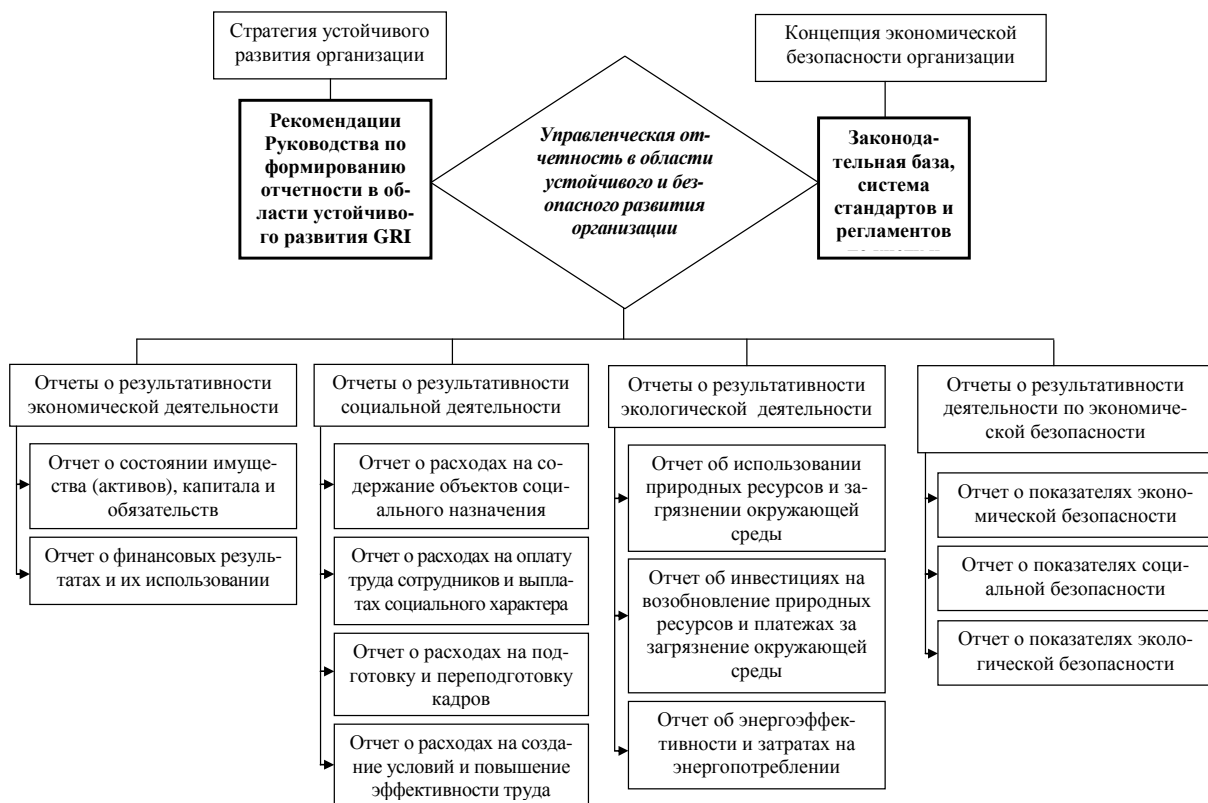 Стратегия устойчивого
развития организации
Концепция экономической
безопасности организации
Рекомендации
Руководства по
формированию
отчетности в об-
ласти устойчиво-
го развития GRI
Управленческая от-
четность в области
устойчивого и без-
опасного развития
организации
Законода-
тельная база,
система
стандартов и
регламентов
Отчеты о результативности
экономической деятельности
Отчет о состоянии имуще-
ства (активов), капитала и
обязательств
Отчет о финансовых резуль-
татах и их использовании
Отчеты о результативности
социальной деятельности
Отчет о расходах на со-
держание объектов соци-
ального назначения
Отчет о расходах на оплату
труда сотрудников и выпла-
тах социального характера
Отчет о расходах на под-
готовку и переподготовку
кадров
Отчет о расходах на созда-
ние условий и повышение
эффективности труда
Отчеты о результативности
экологической деятельности
Отчет об использовании
природных ресурсов и за-
грязнении окружающей
среды
Отчет об инвестициях на
возобновление природных
ресурсов и платежах за
загрязнение окружающей
среды
Отчет об энергоэффек-
тивности и затратах на
энергопотреблении
Отчеты о результативности
деятельности по экономиче-
ской безопасности
Отчет о показателях эконо-
мической безопасности
Отчет о показателях соци-
альной безопасности
Отчет о показателях эколо-
гической безопасности